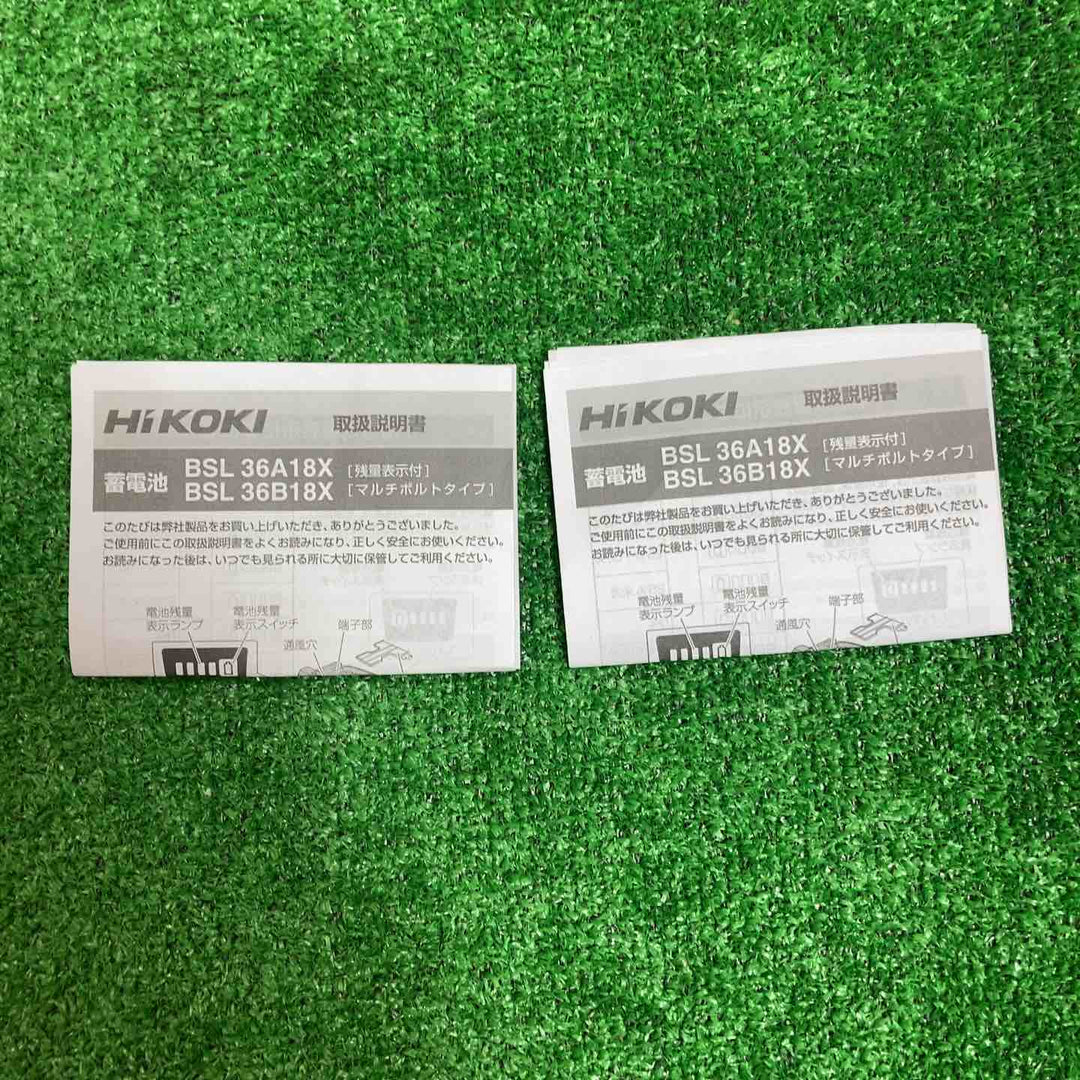 HiKOKI 取扱説明書
蓄電池 BSL 36A18X [残量表示付]
BSL 36B18X [マルチボルトタイプ]
このたびは弊社製品をお買い上げいただき、ありがとうございました。
ご使用前にこの取扱説明書をよくお読みになり、正しく安全にお使いください。
お読みになった後は、いつでも見られる所に大切に保管してご利用ください。
電池残量
表示ランプ
電池残量
表示スイッチ
通風穴
端子部
HiKOKI 取扱説明書
蓄電池 BSL 36A18X [残量表示付]
BSL 36B18X [マルチボルトタイプ]
このたびは弊社製品をお買い上げいただき、ありがとうございました。
ご使用前にこの取扱説明書をよくお読みになり、正しく安全にお使いください。
お読みになった後は、いつでも見られる所に大切に保管してご利用ください。
電池残量
表示ランプ
電池残量
表示スイッチ
通風穴
端子部